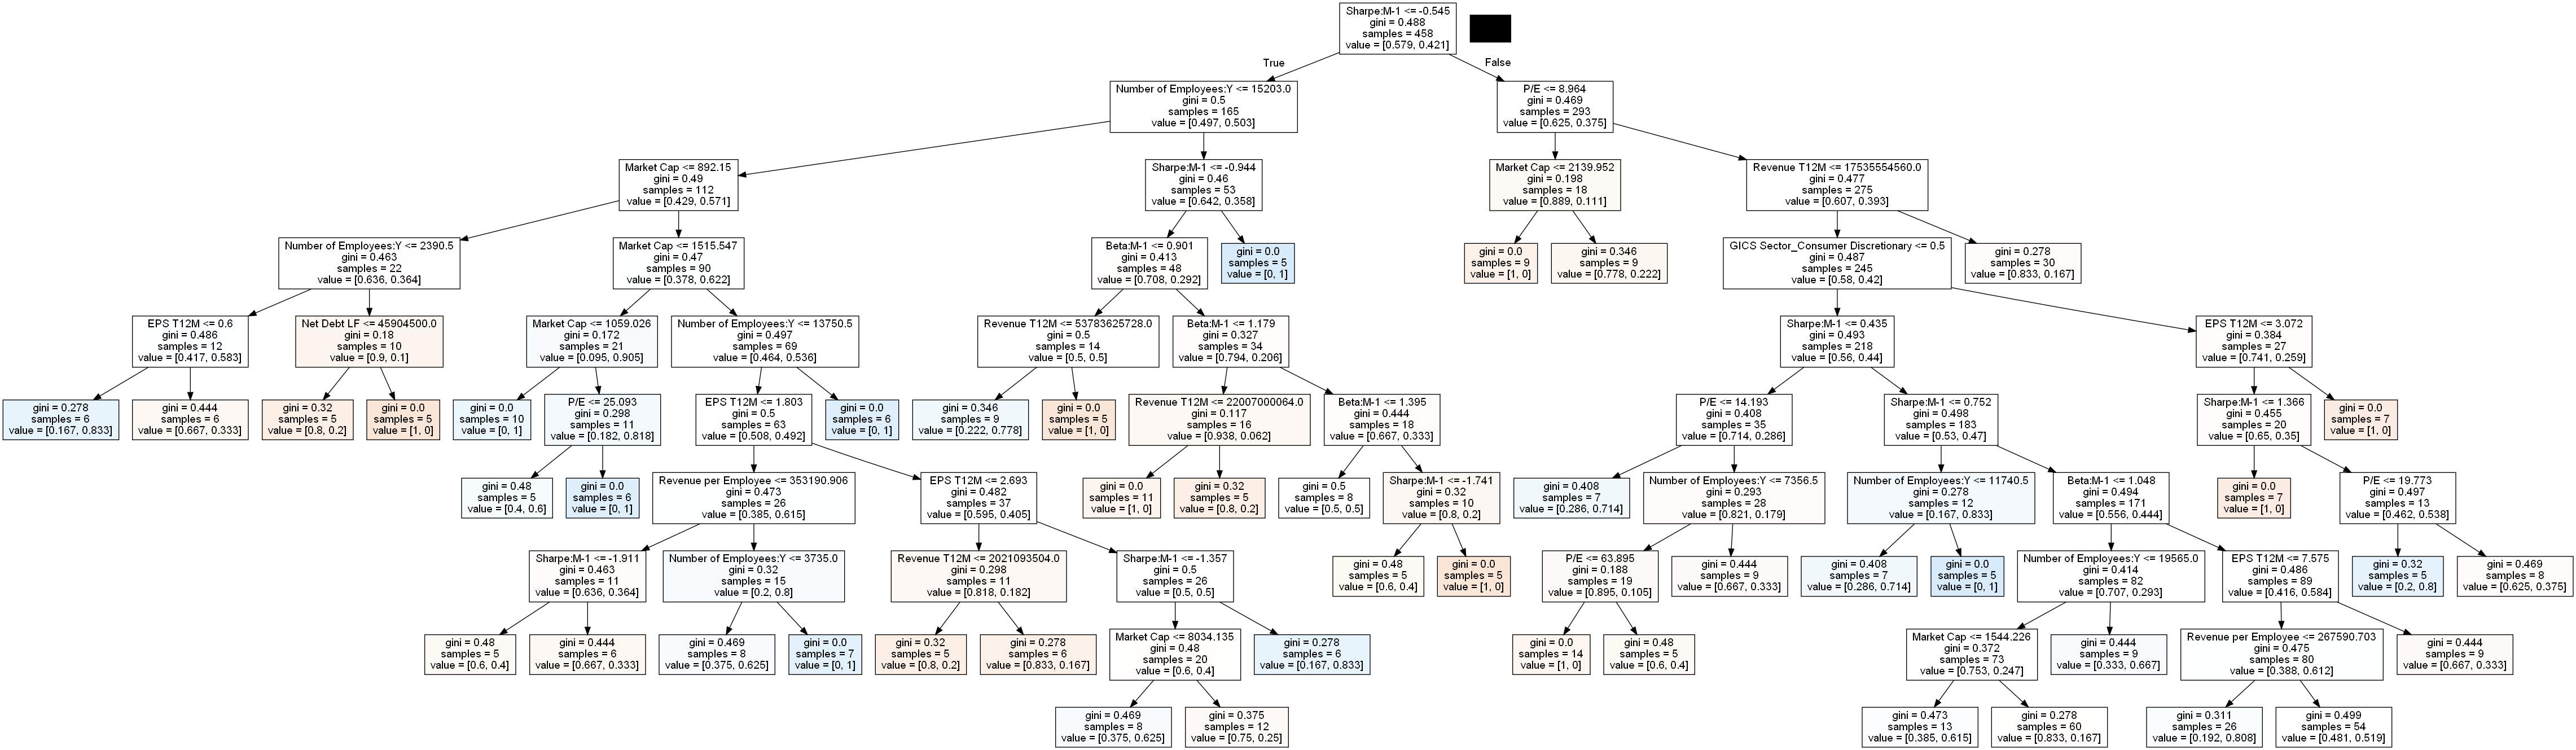 Sharpe:M-1 <= -0.545
gini = 0.488
samples = 458
value = [0.579, 0.421]
True
False
Number of Employees:Y <= 15203.0
gini = 0.5
samples = 165
value = [0.497, 0.503]
P/E <= 8.964
gini = 0.469
samples = 293
value = [0.625, 0.375]
Market Cap <= 892.15
gini = 0.49
samples = 112
value = [0.429, 0.571]
Sharpe:M-1 <= -0.944
gini = 0.46
samples = 53
value = [0.642, 0.358]
Market Cap <= 2139.952
gini = 0.198
samples = 18
value = [0.889, 0.111]
Revenue T12M <= 17535554560.0
gini = 0.477
samples = 275
value = [0.607, 0.393]
Number of Employees:Y <= 2390.5
gini = 0.463
samples = 22
value = [0.636, 0.364]
Market Cap <= 1515.547
gini = 0.47
samples = 90
value = [0.378, 0.622]
Beta:M-1 <= 0.901
gini = 0.413
samples = 48
value = [0.708, 0.292]
gini = 0.0
samples = 5
value = [0, 1]
gini = 0.0
samples = 9
value = [1, 0]
gini = 0.346
samples = 9
value = [0.778, 0.222]
GICS Sector_Consumer Discretionary <= 0.5
gini = 0.487
samples = 245
value = [0.58, 0.42]
gini = 0.278
samples = 30
value = [0.833, 0.167]
EPS T12M <= 0.6
gini = 0.486
samples = 12
value = [0.417, 0.583]
Net Debt LF <= 45904500.0
gini = 0.18
samples = 10
value = [0.9, 0.1]
Market Cap <= 1059.026
gini = 0.172
samples = 21
value = [0.095, 0.905]
Number of Employees:Y <= 13750.5
gini = 0.497
samples = 69
value = [0.464, 0.536]
Revenue T12M <= 53783625728.0
gini = 0.5
samples = 14
value = [0.5, 0.5]
Beta:M-1 <= 1.179
gini = 0.327
samples = 34
value = [0.794, 0.206]
Sharpe:M-1 <= 0.435
gini = 0.493
samples = 218
value = [0.56, 0.44]
EPS T12M <= 3.072
gini = 0.384
samples = 27
value = [0.741, 0.259]
gini = 0.278
samples = 6
value = [0.167, 0.833]
gini = 0.444
samples = 6
value = [0.667, 0.333]
gini = 0.32
samples = 5
value = [0.8, 0.2]
gini = 0.0
samples = 5
value = [1, 0]
gini = 0.0
samples = 10
value = [0, 1]
P/E <= 25.093
gini = 0.298
samples = 11
value = [0.182, 0.818]
EPS T12M <= 1.803
gini = 0.5
samples = 63
value = [0.508, 0.492]
gini = 0.0
samples = 6
value = [0, 1]
gini = 0.346
samples = 9
value = [0.222, 0.778]
gini = 0.0
samples = 5
value = [1, 0]
Revenue T12M <= 22007000064.0
gini = 0.117
samples = 16
value = [0.938, 0.062]
Beta:M-1 <= 1.395
gini = 0.444
samples = 18
value = [0.667, 0.333]
P/E <= 14.193
gini = 0.408
samples = 35
value = [0.714, 0.286]
Sharpe:M-1 <= 0.752
gini = 0.498
samples = 183
value = [0.53, 0.47]
Sharpe:M-1 <= 1.366
gini = 0.455
samples = 20
value = [0.65, 0.35]
gini = 0.0
samples = 7
value = [1, 0]
gini = 0.48
samples = 5
value = [0.4, 0.6]
gini = 0.0
samples = 6
value = [0, 1]
Revenue per Employee <= 353190.906
gini = 0.473
samples = 26
value = [0.385, 0.615]
EPS T12M <= 2.693
gini = 0.482
samples = 37
value = [0.595, 0.405]
gini = 0.0
samples = 11
value = [1, 0]
gini = 0.32
samples = 5
value = [0.8, 0.2]
gini = 0.5
samples = 8
value = [0.5, 0.5]
Sharpe:M-1 <= -1.741
gini = 0.32
samples = 10
value = [0.8, 0.2]
gini = 0.408
samples = 7
value = [0.286, 0.714]
Number of Employees:Y <= 7356.5
gini = 0.293
samples = 28
value = [0.821, 0.179]
Number of Employees:Y <= 11740.5
gini = 0.278
samples = 12
value = [0.167, 0.833]
Beta:M-1 <= 1.048
gini = 0.494
samples = 171
value = [0.556, 0.444]
gini = 0.0
samples = 7
value = [1, 0]
P/E <= 19.773
gini = 0.497
samples = 13
value = [0.462, 0.538]
Sharpe:M-1 <= -1.911
gini = 0.463
samples = 11
value = [0.636, 0.364]
Number of Employees:Y <= 3735.0
gini = 0.32
samples = 15
value = [0.2, 0.8]
Revenue T12M <= 2021093504.0
gini = 0.298
samples = 11
value = [0.818, 0.182]
Sharpe:M-1 <= -1.357
gini = 0.5
samples = 26
value = [0.5, 0.5]
gini = 0.48
samples = 5
value = [0.6, 0.4]
gini = 0.0
samples = 5
value = [1, 0]
P/E <= 63.895
gini = 0.188
samples = 19
value = [0.895, 0.105]
gini = 0.444
samples = 9
value = [0.667, 0.333]
gini = 0.408
samples = 7
value = [0.286, 0.714]
gini = 0.0
samples = 5
value = [0, 1]
Number of Employees:Y <= 19565.0
gini = 0.414
samples = 82
value = [0.707, 0.293]
EPS T12M <= 7.575
gini = 0.486
samples = 89
value = [0.416, 0.584]
gini = 0.32
samples = 5
value = [0.2, 0.8]
gini = 0.469
samples = 8
value = [0.625, 0.375]
gini = 0.48
samples = 5
value = [0.6, 0.4]
gini = 0.444
samples = 6
value = [0.667, 0.333]
gini = 0.469
samples = 8
value = [0.375, 0.625]
gini = 0.0
samples = 7
value = [0, 1]
gini = 0.32
samples = 5
value = [0.8, 0.2]
gini = 0.278
samples = 6
value = [0.833, 0.167]
Market Cap <= 8034.135
gini = 0.48
samples = 20
value = [0.6, 0.4]
gini = 0.278
samples = 6
value = [0.167, 0.833]
gini = 0.0
samples = 14
value = [1, 0]
gini = 0.48
samples = 5
value = [0.6, 0.4]
Market Cap <= 1544.226
gini = 0.372
samples = 73
value = [0.753, 0.247]
gini = 0.444
samples = 9
value = [0.333, 0.667]
Revenue per Employee <= 267590.703
gini = 0.475
samples = 80
value = [0.388, 0.612]
gini = 0.444
samples = 9
value = [0.667, 0.333]
gini = 0.469
samples = 8
value = [0.375, 0.625]
gini = 0.375
samples = 12
value = [0.75, 0.25]
gini = 0.473
samples = 13
value = [0.385, 0.615]
gini = 0.278
samples = 60
value = [0.833, 0.167]
gini = 0.311
samples = 26
value = [0.192, 0.808]
gini = 0.499
samples = 54
value = [0.481, 0.519]